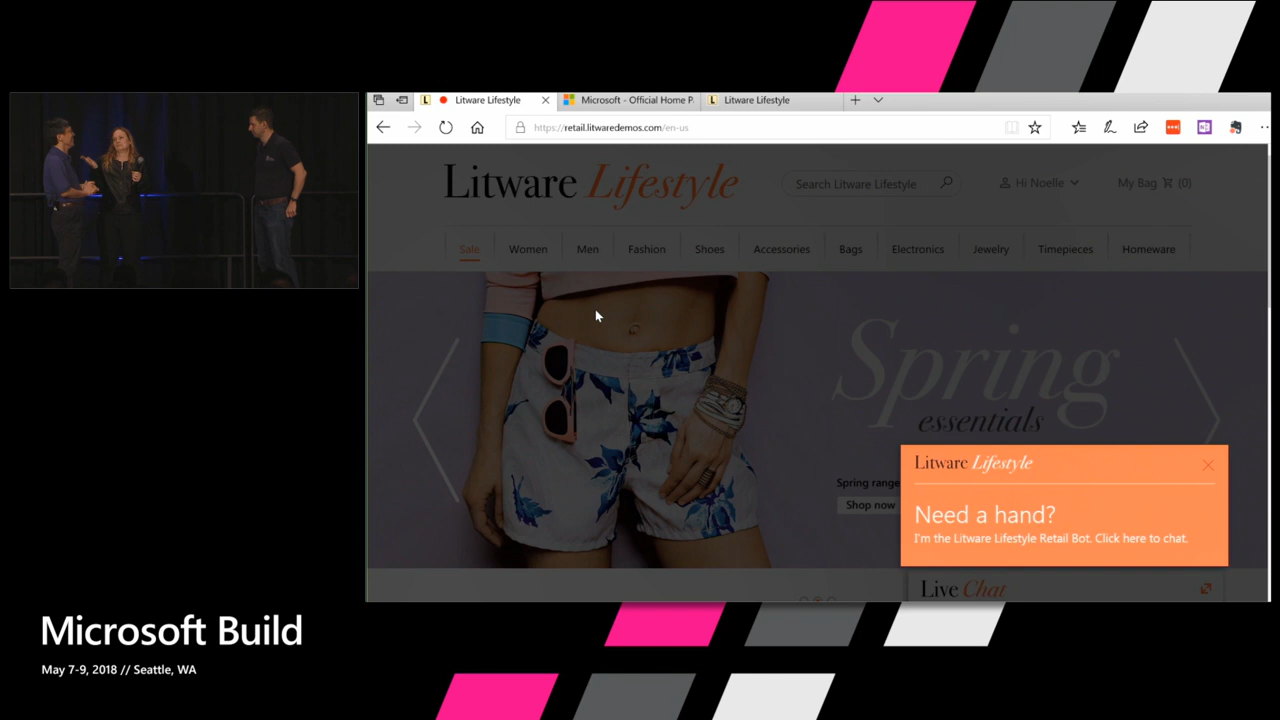 Litware Lifestyle
Microsoft - Official Home P
Litware Lifestyle
https://retail.litwaredemos.com/en-us
Litware Lifestyle
Search Litware Lifestyle
Hi Noelle
My Bag (0)
Sale
Women
Men
Fashion
Shoes
Accessories
Bags
Electronics
Jewelry
Timepieces
Homeware
Spring
essentials
Spring range
Shop now
Litware Lifestyle
Need a hand?
I'm the Litware Lifestyle Retail Bot. Click here to chat.
Live Chat
Microsoft Build
May 7-9, 2018 // Seattle, WA